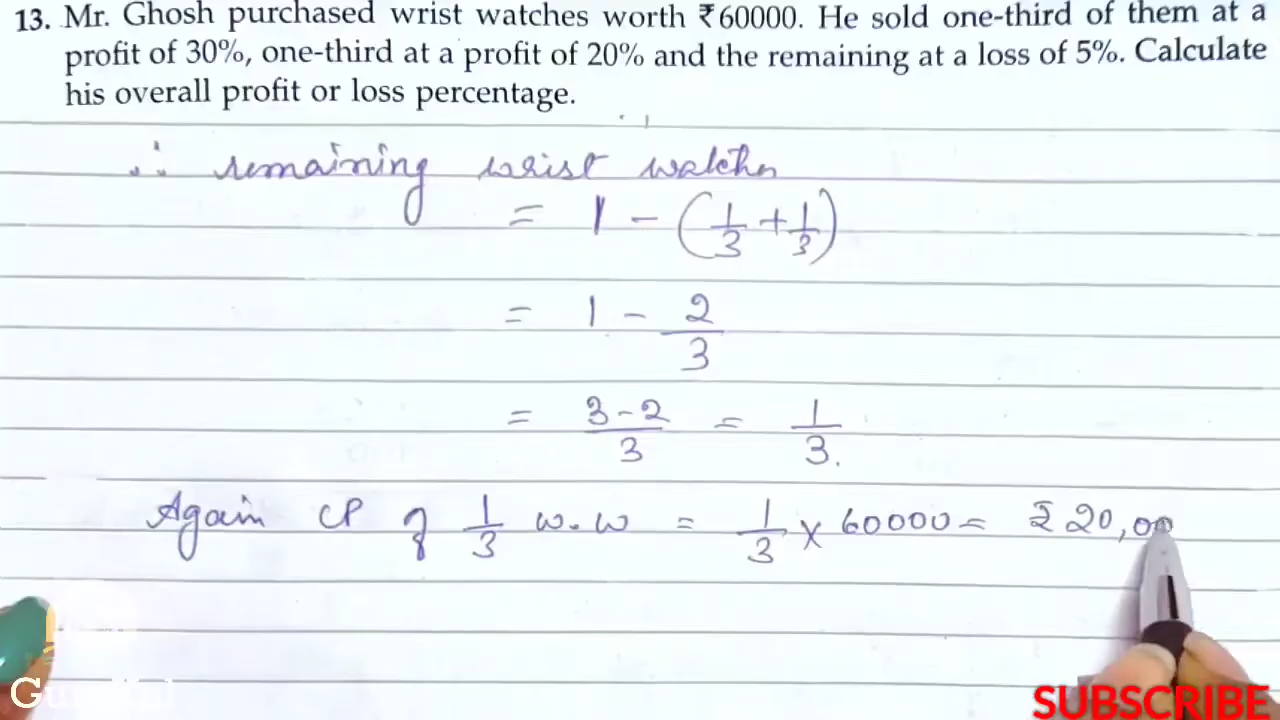 13. Mr. Ghosh purchased wrist watches worth ₹60000. He sold one-third of them at a
profit of 30%, one-third at a profit of 20% and the remaining at a loss of 5%. Calculate
his overall profit or loss percentage.
∴ remaining wrist watches
= 1 - (1/3 + 1/3)
= 1 - 2/3
= 3-2/3 = 1/3.
Again CP of 1/3 w.w = 1/3 × 60000 = ₹ 20,00
SUBSCRIBE